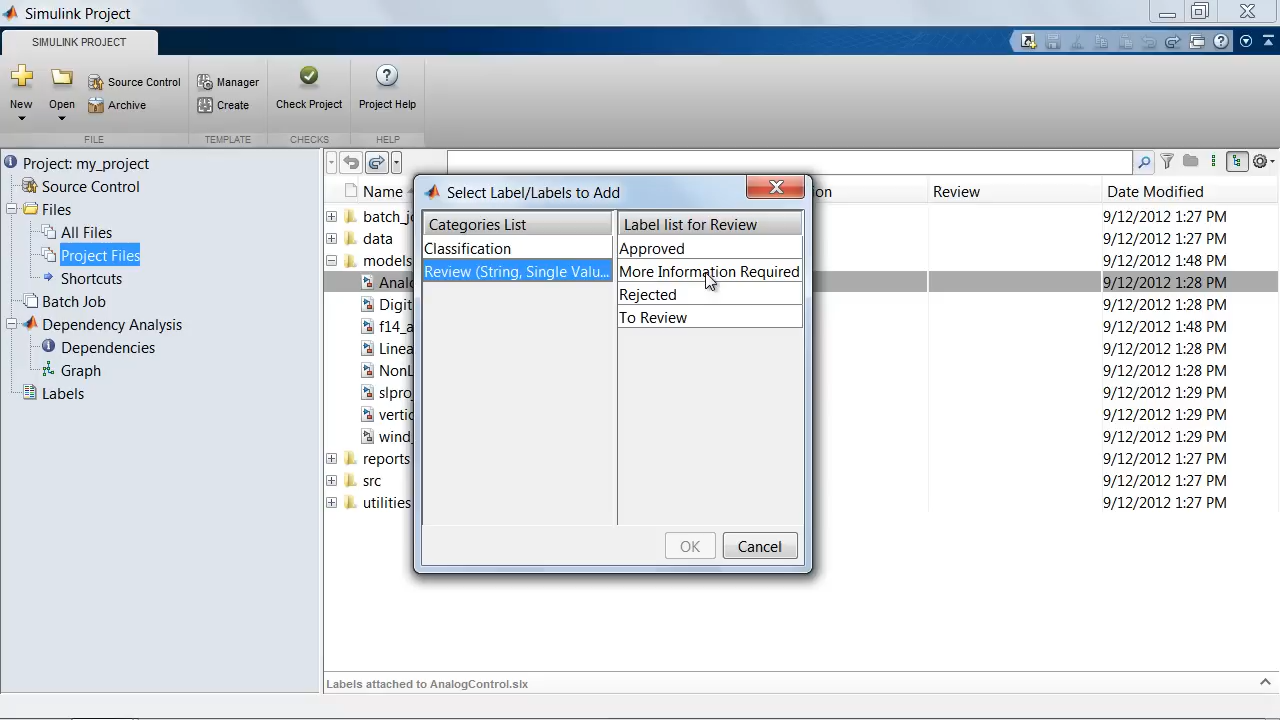 Simulink Project
SIMULINK PROJECT
New
Open
Source Control
Archive
Manager
Create
Check Project
Project Help
FILE
TEMPLATE
CHECKS
HELP
Project: my_project
Source Control
Files
All Files
Project Files
Shortcuts
Batch Job
Dependency Analysis
Dependencies
Graph
Labels
Name
Review
Date Modified
batch_jo 9/12/2012 1:27 PM
data 9/12/2012 1:27 PM
models 9/12/2012 1:48 PM
Analo 9/12/2012 1:28 PM
Digit 9/12/2012 1:28 PM
f14_a 9/12/2012 1:48 PM
Linea 9/12/2012 1:28 PM
NonL 9/12/2012 1:28 PM
slpro 9/12/2012 1:29 PM
vertic 9/12/2012 1:29 PM
wind_ 9/12/2012 1:29 PM
reports 9/12/2012 1:27 PM
src 9/12/2012 1:27 PM
utilities 9/12/2012 1:27 PM
Select Label/Labels to Add
Categories List
Classification
Review (String, Single Valu...
Label list for Review
Approved
More Information Required
Rejected
To Review
OK
Cancel
Labels attached to AnalogControl.slx